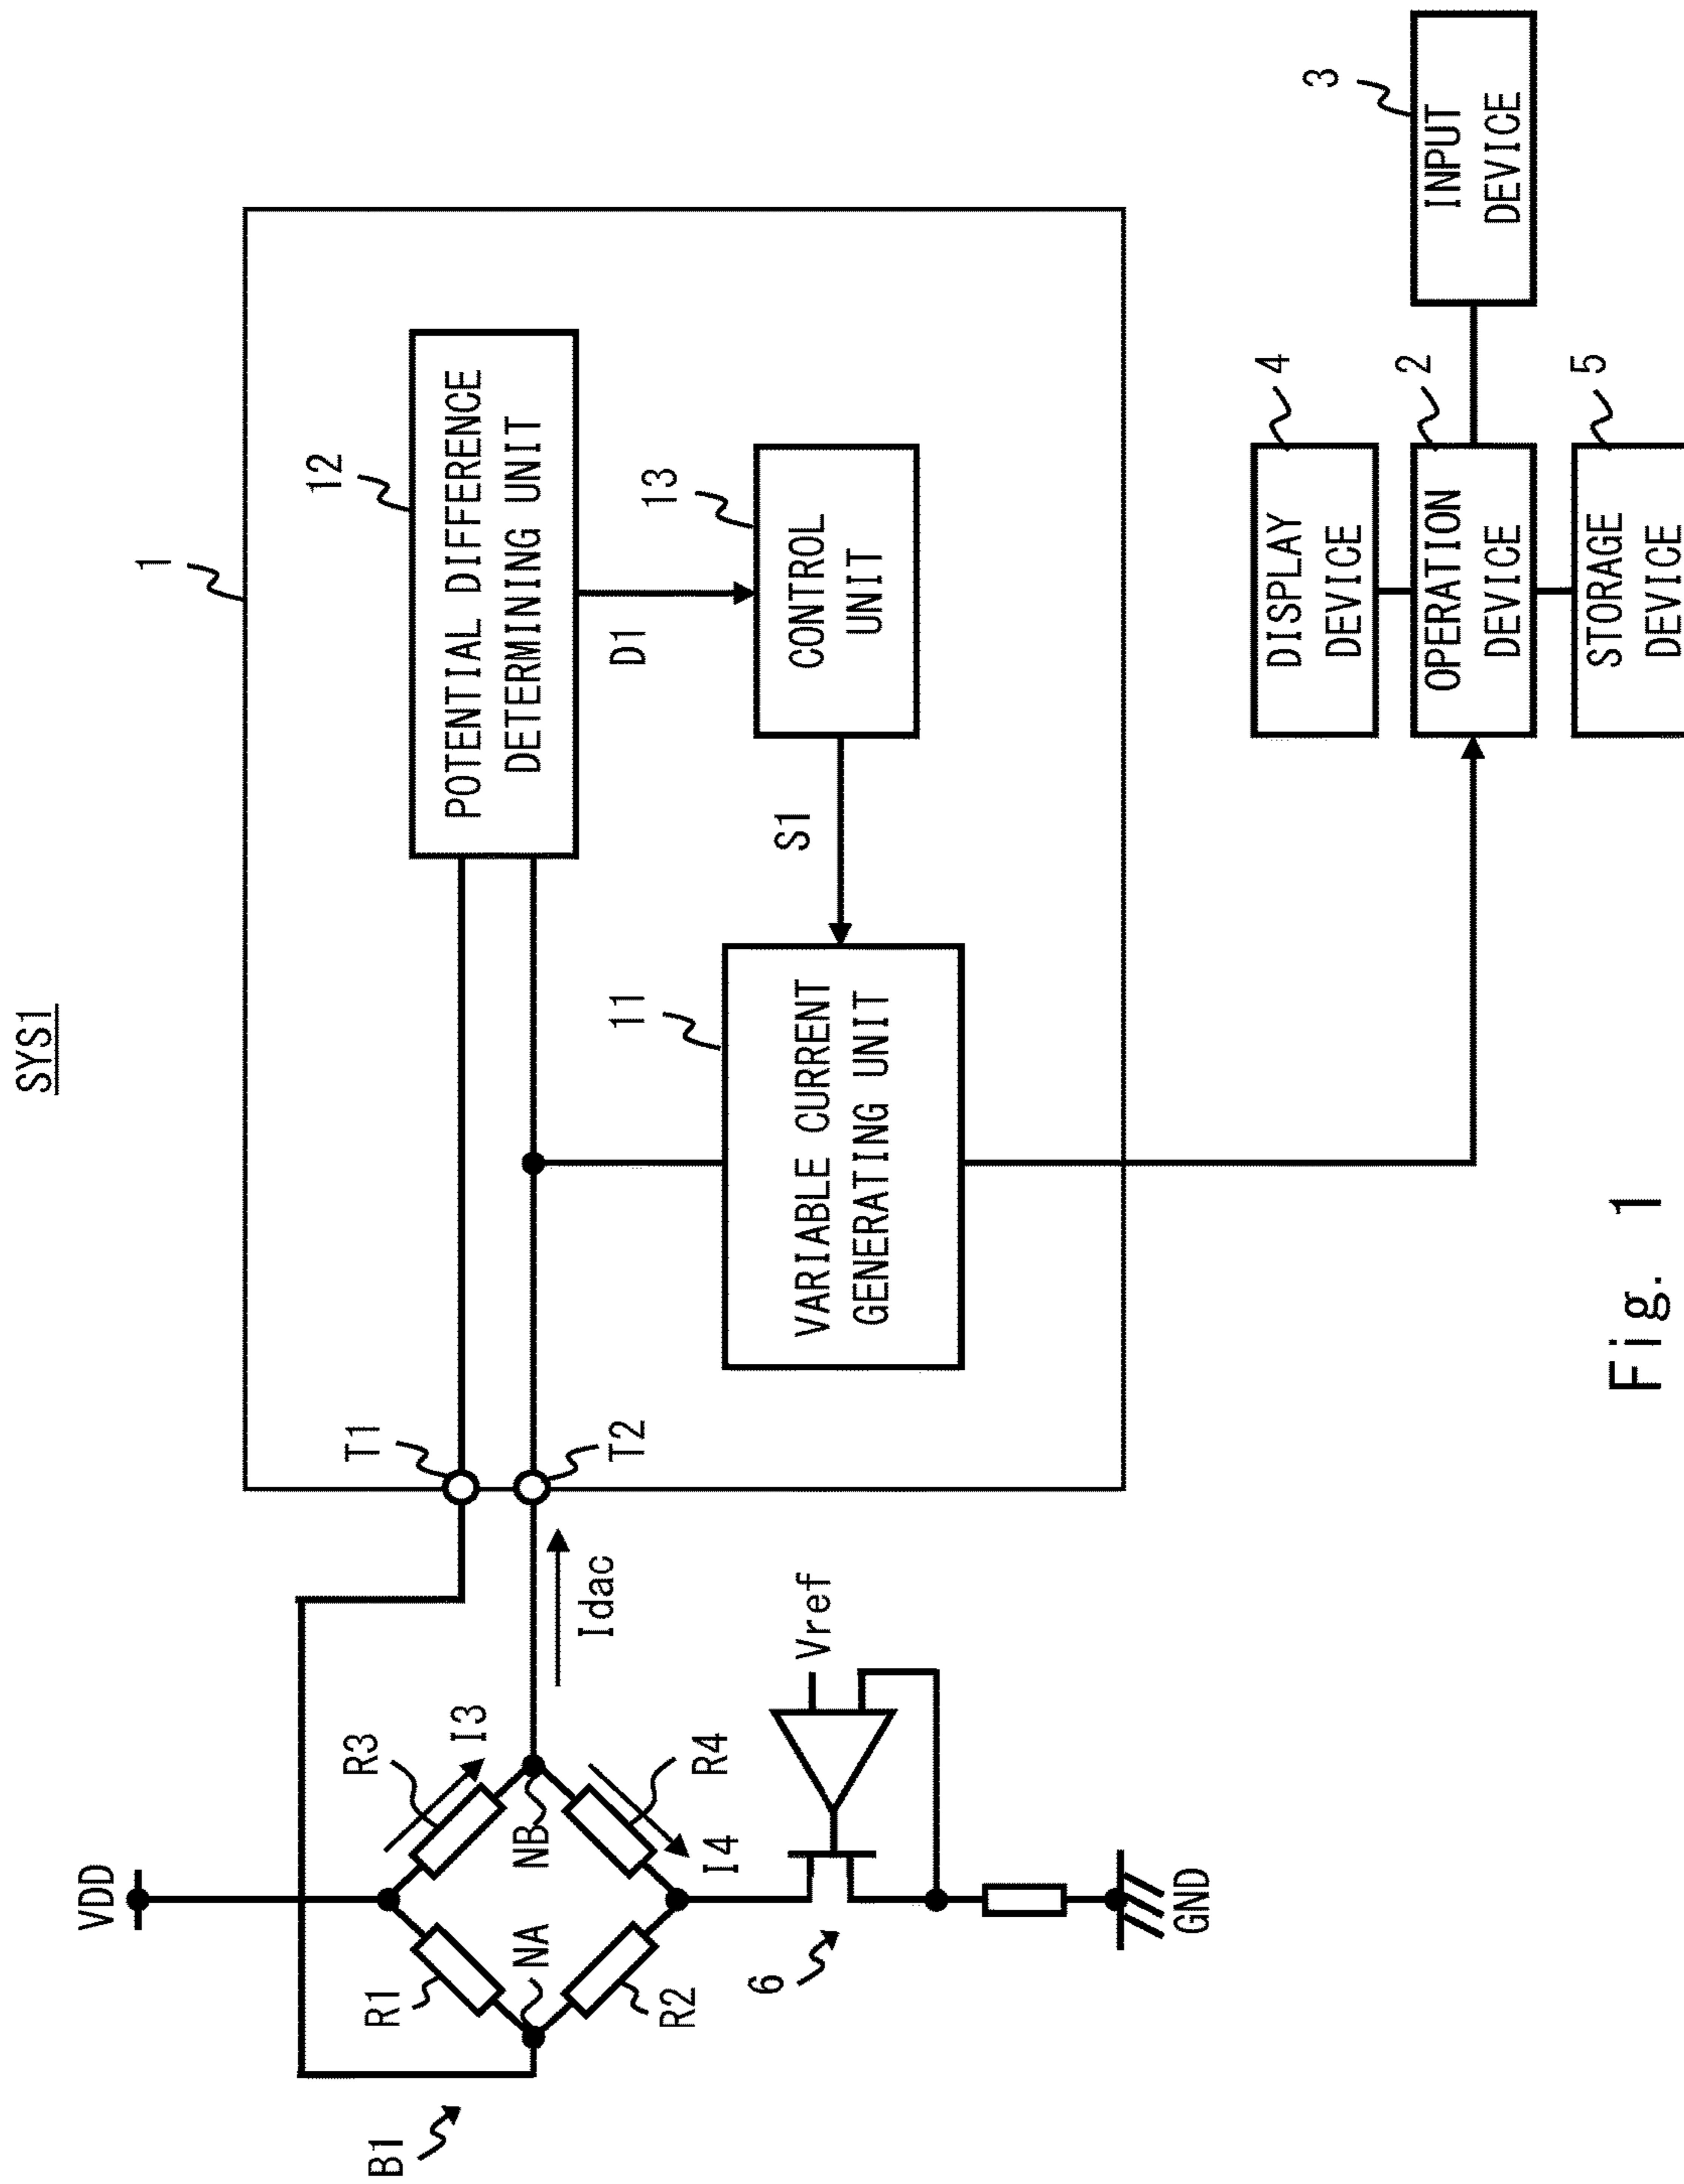 SYS1
1
12
POTENTIAL DIFFERENCE
DETERMINING UNIT
D1
13
CONTROL
UNIT
S1
11
VARIABLE CURRENT
GENERATING UNIT
T1
T2
Idac
VDD
R1
R3
I3
NA
NB
R2
R4
I4
B1
6
Vref
GND
4
DISPLAY
DEVICE
2
OPERATION
DEVICE
3
INPUT
DEVICE
5
STORAGE
DEVICE
Fig. 1